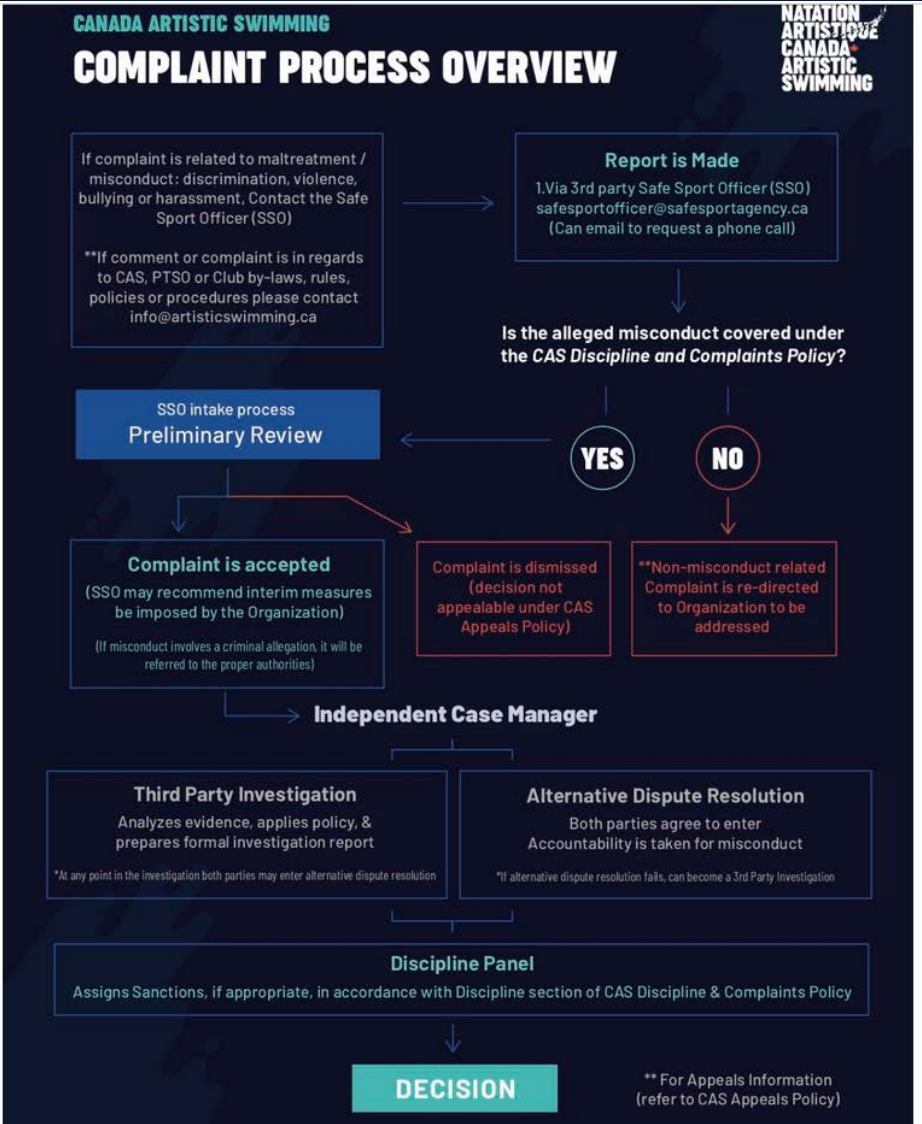 CANADA ARTISTIC SWIMMING
COMPLAINT PROCESS OVERVIEW
NATATION
ARTISTIQUE
CANADA
ARTISTIC
SWIMMING
If complaint is related to maltreatment /
misconduct: discrimination, violence,
bullying or harassment, Contact the Safe
Sport Officer (SSO)
**If comment or complaint is in regards
to CAS, PTSO or Club by-laws, rules,
policies or procedures please contact
info@artisticswimming.ca
Report is Made
1.Via 3rd party Safe Sport Officer (SSO)
safesportofficer@safesportagency.ca
(Can email to request a phone call)
Is the alleged misconduct covered under
the CAS Discipline and Complaints Policy?
YES
NO
SSO intake process
Preliminary Review
Complaint is accepted
(SSO may recommend interim measures
be imposed by the Organization)
(If misconduct involves a criminal allegation, it will be
referred to the proper authorities)
Complaint is dismissed
(decision not
appealable under CAS
Appeals Policy)
**Non-misconduct related
Complaint is re-directed
to Organization to be
addressed
Independent Case Manager
Third Party Investigation
Analyzes evidence, applies policy, &
prepares formal investigation report
*At any point in the investigation both parties may enter alternative dispute resolution
Alternative Dispute Resolution
Both parties agree to enter
Accountability is taken for misconduct
*If alternative dispute resolution fails, can become a 3rd Party Investigation
Discipline Panel
Assigns Sanctions, if appropriate, in accordance with Discipline section of CAS Discipline & Complaints Policy
DECISION
** For Appeals Information
(refer to CAS Appeals Policy)